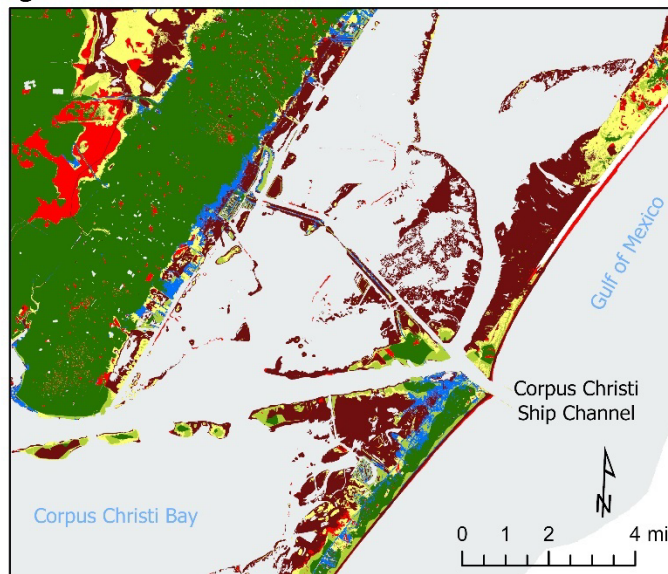 Gulf of Mexico
Corpus Christi
Ship Channel
Corpus Christi Bay
N
0 1 2 4 mi